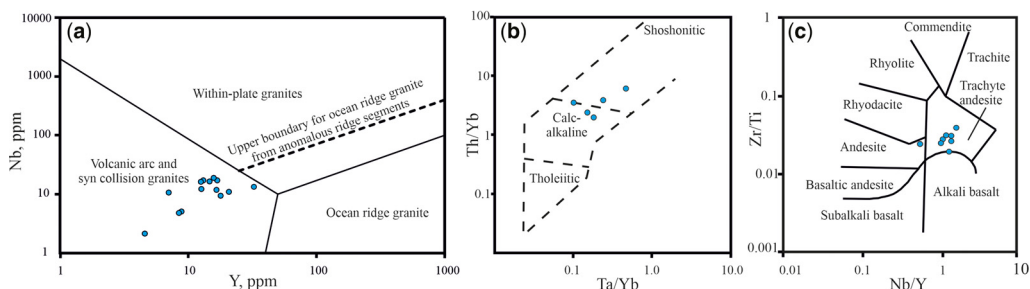 (a)
10000
1000
100
10
1
Nb, ppm
Within-plate granites
Upper boundary for ocean ridge granite
from anomalous ridge segments
Volcanic arc and
syn collision granites
Ocean ridge granite
1
10
100
1000
Y, ppm
(b)
100
10
1
0.1
Th/Yb
Shoshonitic
Calc-
alkaline
Tholeiitic
0.1
1.0
10.0
Ta/Yb
(c)
1
0.1
0.01
0.001
Zr/Ti
Commendite
Rhyolite
Trachite
Rhyodacite
Trachyte
andesite
Andesite
Basaltic andesite
Alkali basalt
Subalkali basalt
0.01
0.1
1
10
Nb/Y